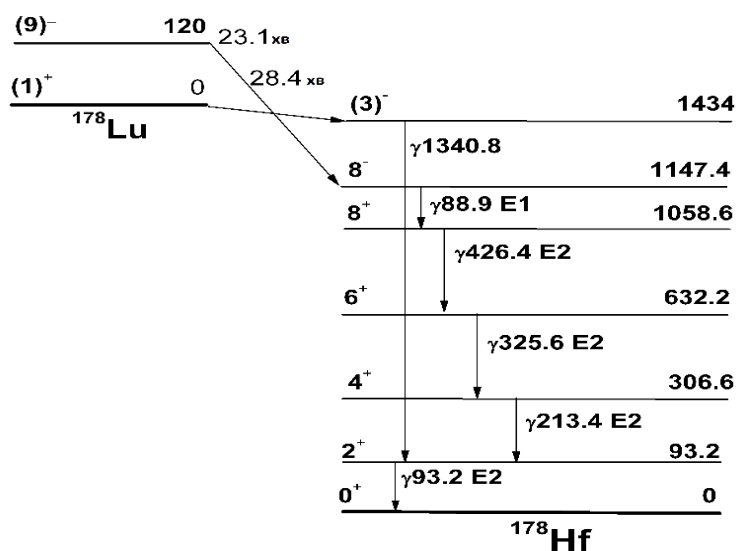 (9)⁻ 120 23.1 хв
(1)⁺ 0 28.4 хв
¹⁷⁸Lu
(3)⁻ 1434
γ1340.8
8⁻ 1147.4
γ88.9 E1
8⁺ 1058.6
γ426.4 E2
6⁺ 632.2
γ325.6 E2
4⁺ 306.6
γ213.4 E2
2⁺ 93.2
γ93.2 E2
0⁺ 0
¹⁷⁸Hf